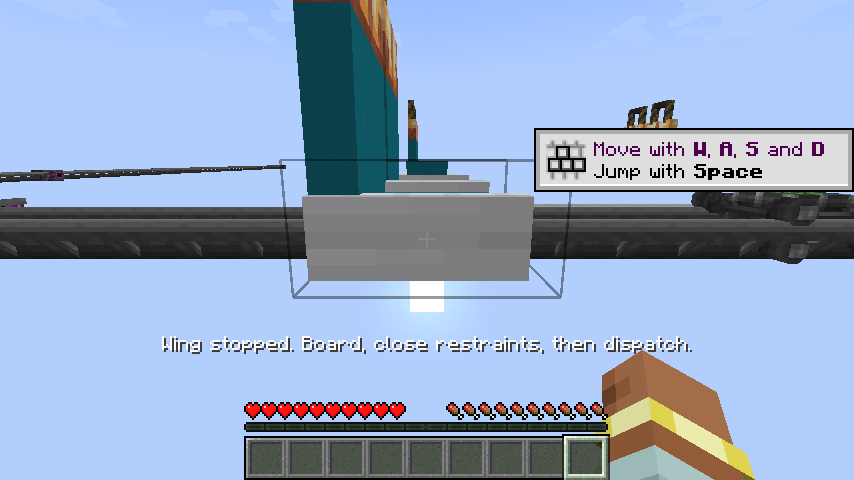 Move with W, A, S and D
Jump with Space
Wing stopped. Board, close restraints, then dispatch.